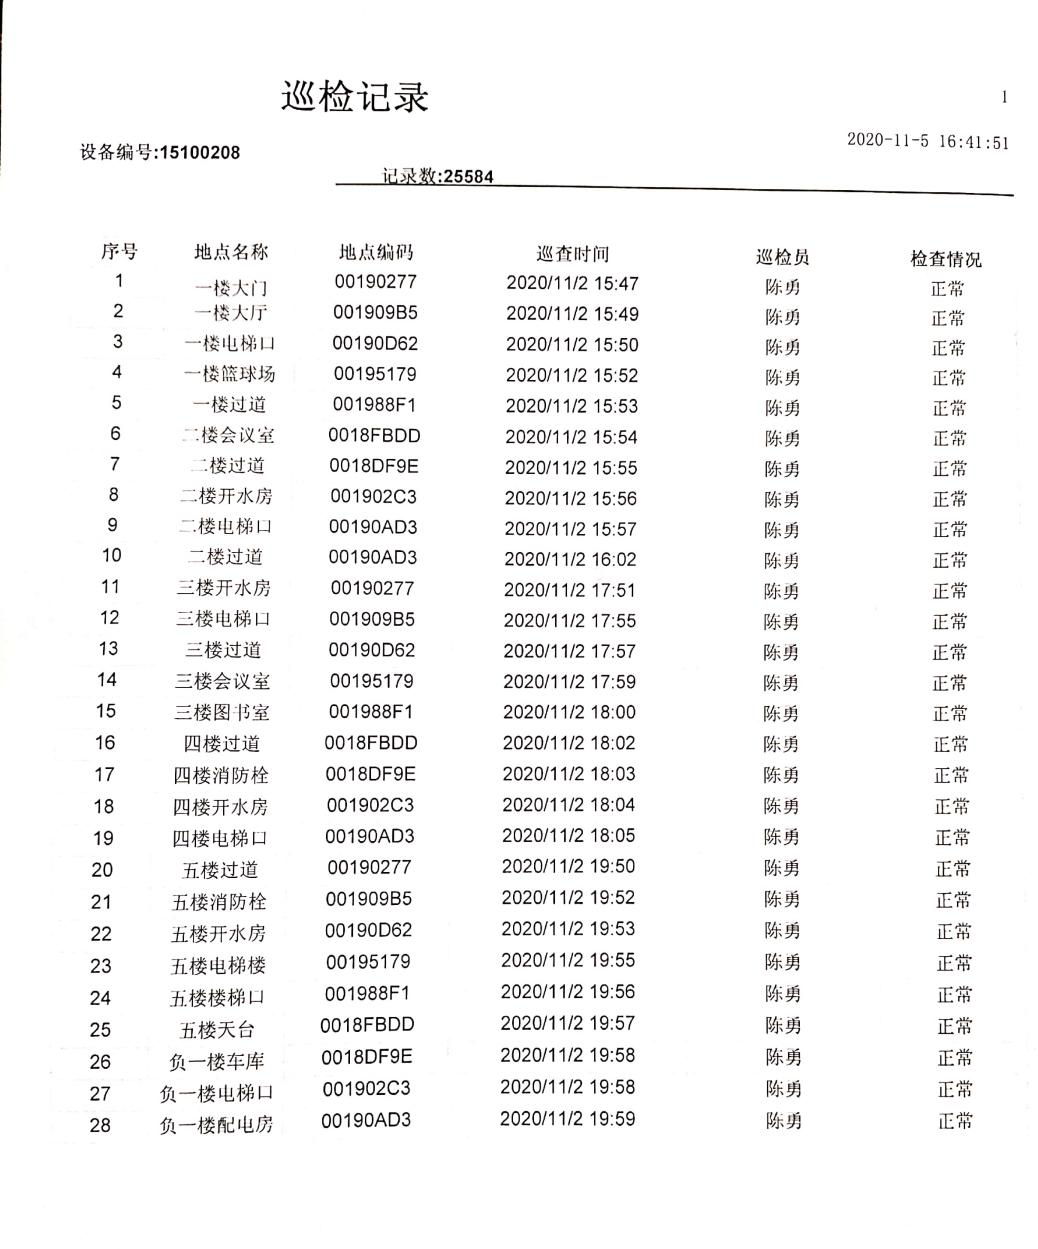 巡检记录
1
设备编号:15100208
2020-11-5 16:41:51
记录数:25584
序号 地点名称 地点编码 巡查时间 巡检员 检查情况
1 一楼大门 00190277 2020/11/2 15:47 陈勇 正常
2 一楼大厅 001909B5 2020/11/2 15:49 陈勇 正常
3 一楼电梯口 00190D62 2020/11/2 15:50 陈勇 正常
4 一楼篮球场 00195179 2020/11/2 15:52 陈勇 正常
5 一楼过道 001988F1 2020/11/2 15:53 陈勇 正常
6 二楼会议室 0018FBDD 2020/11/2 15:54 陈勇 正常
7 二楼过道 0018DF9E 2020/11/2 15:55 陈勇 正常
8 二楼开水房 001902C3 2020/11/2 15:56 陈勇 正常
9 二楼电梯口 00190AD3 2020/11/2 15:57 陈勇 正常
10 二楼过道 00190AD3 2020/11/2 16:02 陈勇 正常
11 三楼开水房 00190277 2020/11/2 17:51 陈勇 正常
12 三楼电梯口 001909B5 2020/11/2 17:55 陈勇 正常
13 三楼过道 00190D62 2020/11/2 17:57 陈勇 正常
14 三楼会议室 00195179 2020/11/2 17:59 陈勇 正常
15 三楼图书室 001988F1 2020/11/2 18:00 陈勇 正常
16 四楼过道 0018FBDD 2020/11/2 18:02 陈勇 正常
17 四楼消防栓 0018DF9E 2020/11/2 18:03 陈勇 正常
18 四楼开水房 001902C3 2020/11/2 18:04 陈勇 正常
19 四楼电梯口 00190AD3 2020/11/2 18:05 陈勇 正常
20 五楼过道 00190277 2020/11/2 19:50 陈勇 正常
21 五楼消防栓 001909B5 2020/11/2 19:52 陈勇 正常
22 五楼开水房 00190D62 2020/11/2 19:53 陈勇 正常
23 五楼电梯楼 00195179 2020/11/2 19:55 陈勇 正常
24 五楼楼梯口 001988F1 2020/11/2 19:56 陈勇 正常
25 五楼天台 0018FBDD 2020/11/2 19:57 陈勇 正常
26 负一楼车库 0018DF9E 2020/11/2 19:58 陈勇 正常
27 负一楼电梯口 001902C3 2020/11/2 19:58 陈勇 正常
28 负一楼配电房 00190AD3 2020/11/2 19:59 陈勇 正常